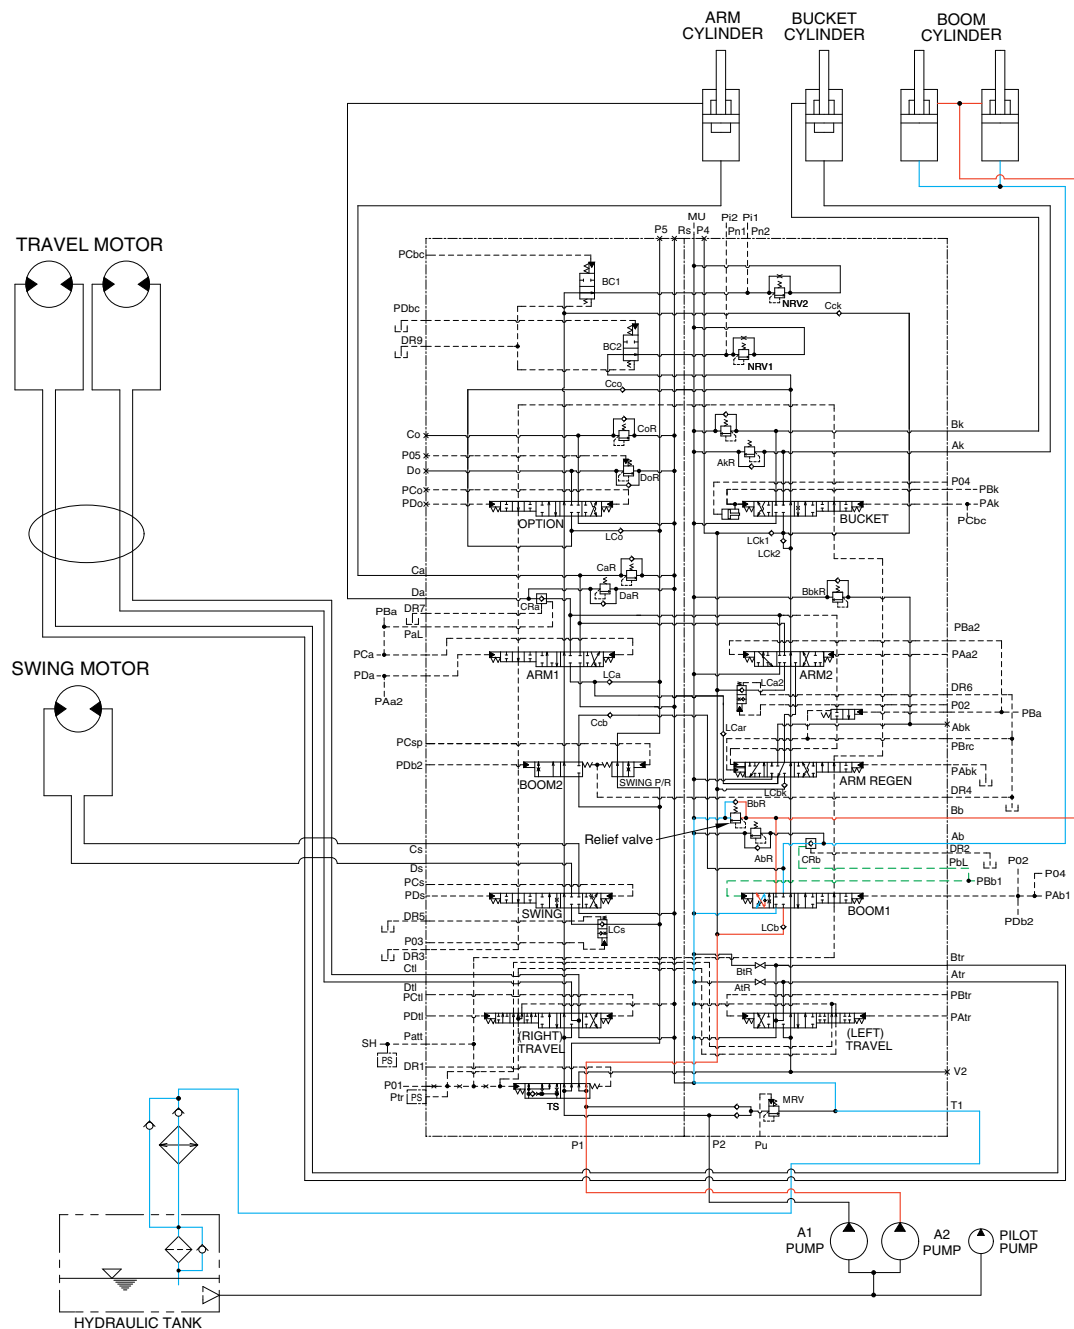 ARM
CYLINDER
BUCKET
CYLINDER
BOOM
CYLINDER
TRAVEL MOTOR
SWING MOTOR
MU
P5 Rs P4
Pi2 Pi1
Pn1 Pn2
PCbc
BC1
NRV2
Cck
PDbc
DR9
BC2
NRV1
Cco
Co
CoR
Bk
P05
Ak
Do
DoR
AkR
PCo
P04
PBk
PDo
PAk
OPTION
BUCKET
PCbc
LCo
LCk1
LCk2
Ca
CaR
Da
DaR
BbkR
CRa
DR7
PBa
PaL
PBa2
PCa
PAa2
PDa
ARM1
ARM2
LCa
LCa2
DR6
PAa2
P02
PBa
Ccb
LCar
Abk
PCsp
PBrc
PDb2
PAbk
BOOM2
SWING P/R
ARM REGEN
LCbk
DR4
BbR
Bb
Relief valve
Ab
AbR
CRb
DR2
Cs
PbL
P02
Ds
P04
PCs
PBb1
PDs
PAb1
SWING
BOOM1
DR5
LCs
PDb2
P03
LCb
DR3
Btr
Ctl
BtR
Atr
Dtl
AtR
PCtl
PBtr
PDtl
PAtr
Patt
(RIGHT)
TRAVEL
(LEFT)
TRAVEL
SH
PS
DR1
V2
P01
Ptr PS
TS
MRV
T1
P1
P2
Pu
A1
PUMP
A2
PUMP
PILOT
PUMP
HYDRAULIC TANK